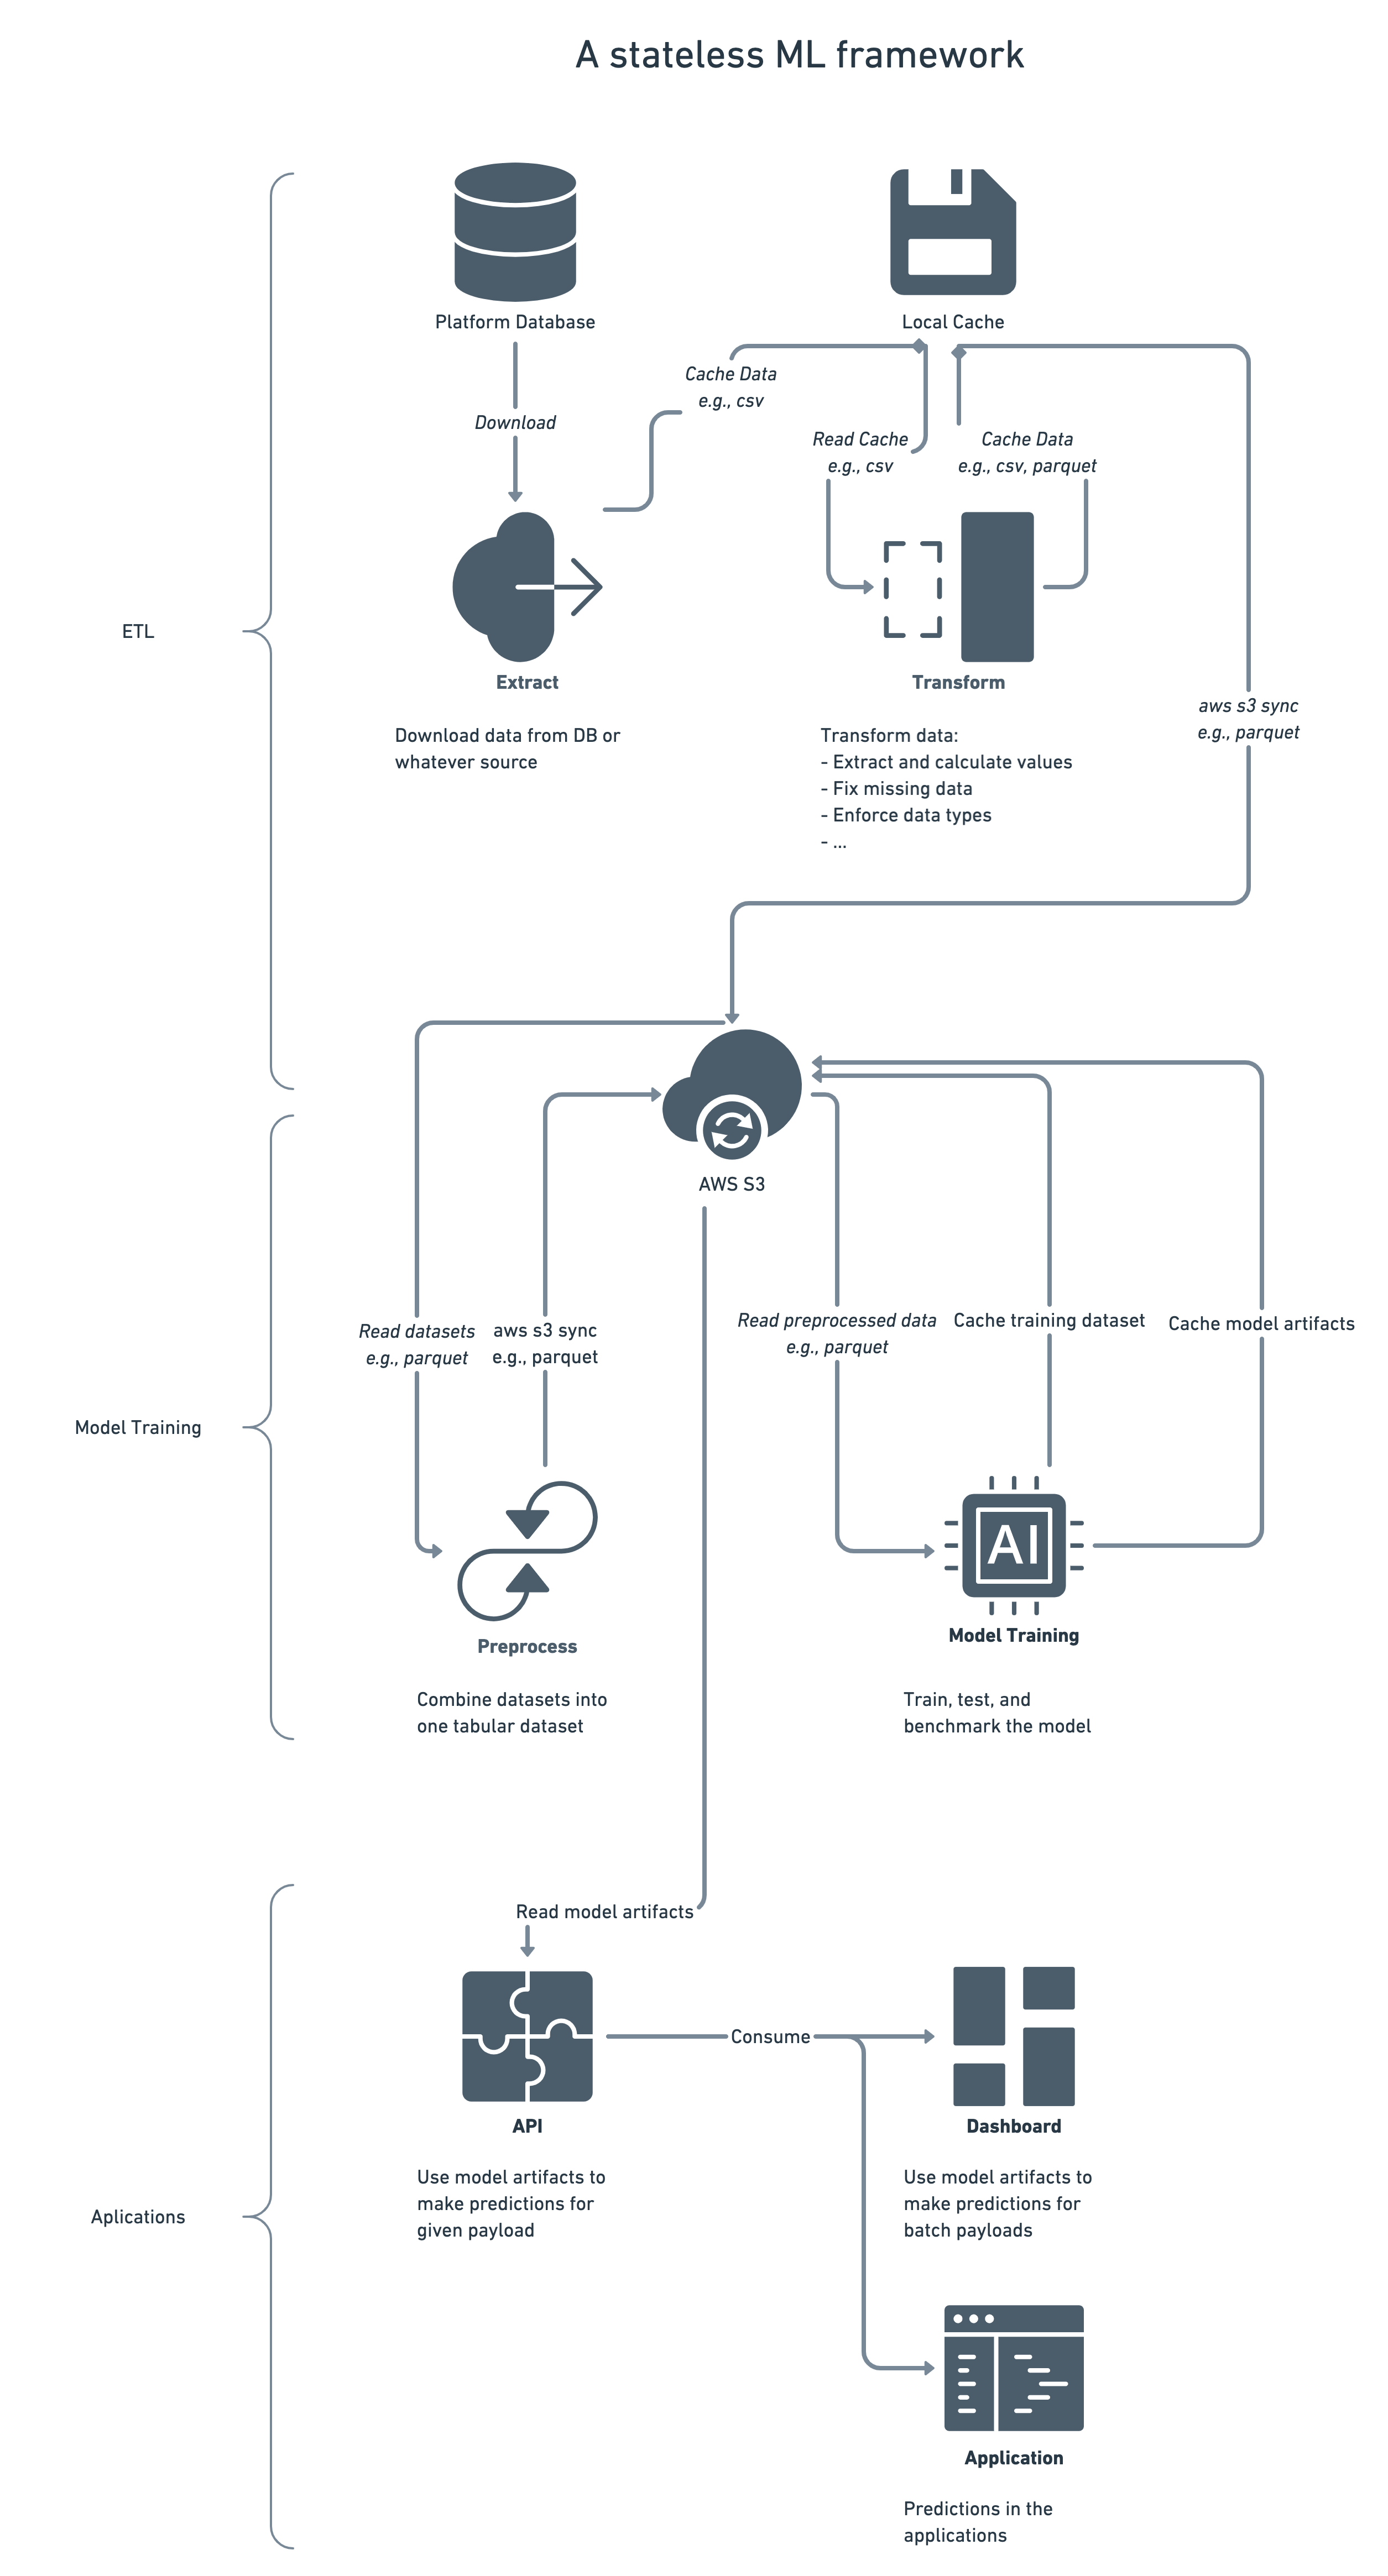 A stateless ML framework
Platform Database
Local Cache
Cache Data
e.g., csv
Download
Read Cache
e.g., csv
Cache Data
e.g., csv, parquet
ETL
Extract
Transform
aws s3 sync
e.g., parquet
Download data from DB or
whatever source
Transform data:
- Extract and calculate values
- Fix missing data
- Enforce data types
- ...
AWS S3
Read datasets
e.g., parquet
aws s3 sync
e.g., parquet
Read preprocessed data
e.g., parquet
Cache training dataset
Cache model artifacts
Model Training
AI
Preprocess
Model Training
Combine datasets into
one tabular dataset
Train, test, and
benchmark the model
Read model artifacts
Consume
API
Dashboard
Aplications
Use model artifacts to
make predictions for
given payload
Use model artifacts to
make predictions for
batch payloads
Application
Predictions in the
applications